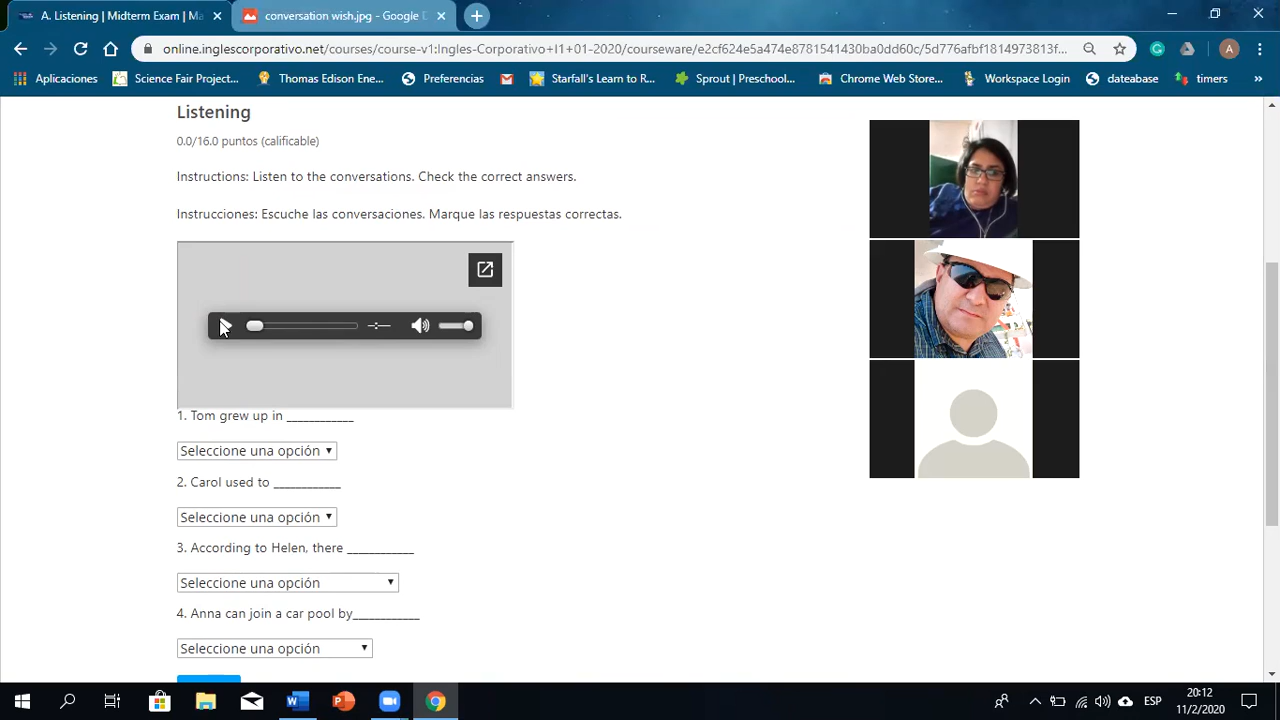 A. Listening | Midterm Exam | Ma
conversation wish.jpg - Google D
online.inglescorporativo.net/courses/course-v1:Ingles-Corporativo+I1+01-2020/courseware/e2cf624e5a474e8781541430ba0dd60c/5d776afbf1814973813f...
A
Aplicaciones
Science Fair Project...
Thomas Edison Ene...
Preferencias
Starfall's Learn to R...
Sprout | Preschool...
Chrome Web Store...
Workspace Login
dateabase
timers
»
Listening
0.0/16.0 puntos (calificable)
Instructions: Listen to the conversations. Check the correct answers.
Instrucciones: Escuche las conversaciones. Marque las respuestas correctas.
-:-
1. Tom grew up in ____________
Seleccione una opción
2. Carol used to ____________
Seleccione una opción
3. According to Helen, there ____________
Seleccione una opción
4. Anna can join a car pool by____________
Seleccione una opción
ESP
20:12
11/2/2020